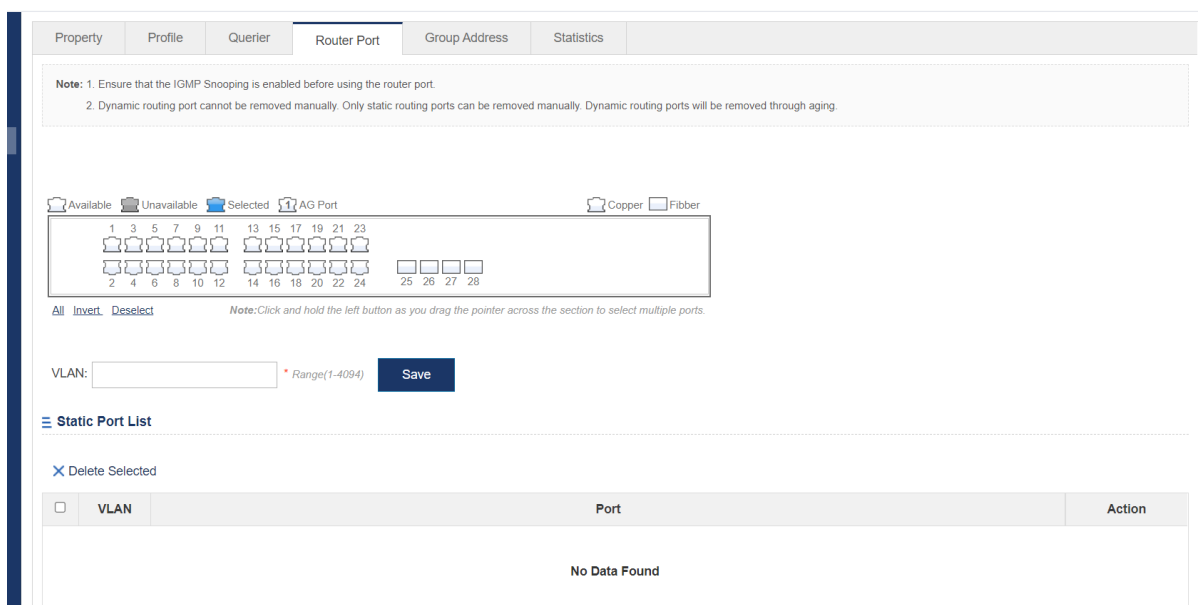 Property Profile Querier Router Port Group Address Statistics
Note: 1. Ensure that the IGMP Snooping is enabled before using the router port.
2. Dynamic routing port cannot be removed manually. Only static routing ports can be removed manually. Dynamic routing ports will be removed through aging.
Available Unavailable Selected 1 AG Port Copper Fibber
1 3 5 7 9 11 13 15 17 19 21 23
2 4 6 8 10 12 14 16 18 20 22 24 25 26 27 28
All Invert Deselect Note:Click and hold the left button as you drag the pointer across the section to select multiple ports.
VLAN: * Range(1-4094) Save
Static Port List
Delete Selected
VLAN Port Action
No Data Found